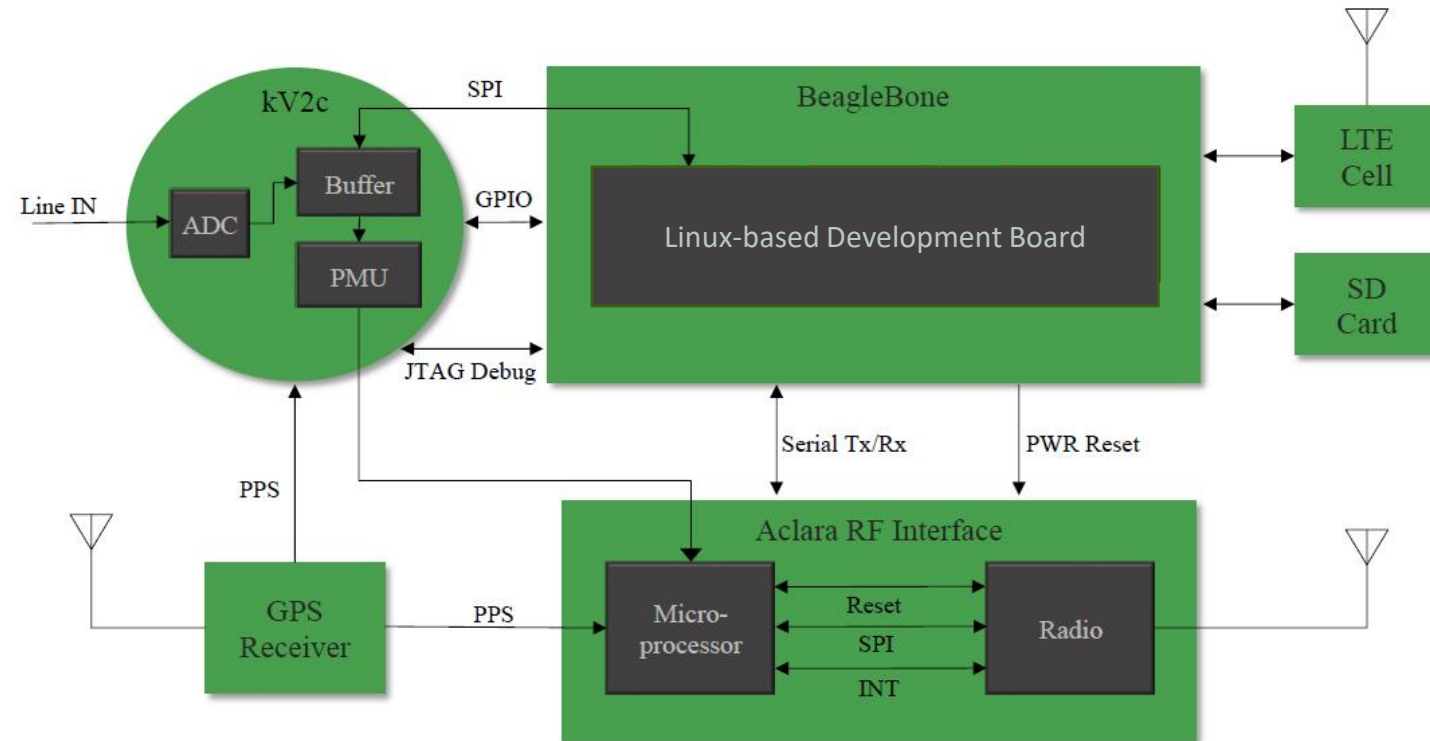 kV2c
SPI
BeagleBone
LTE
Cell
Buffer
Line IN
ADC
GPIO
Linux-based Development Board
PMU
SD
Card
JTAG Debug
Serial Tx/Rx
PWR Reset
PPS
Aclara RF Interface
GPS
Receiver
PPS
Micro-
processor
Reset
SPI
INT
Radio